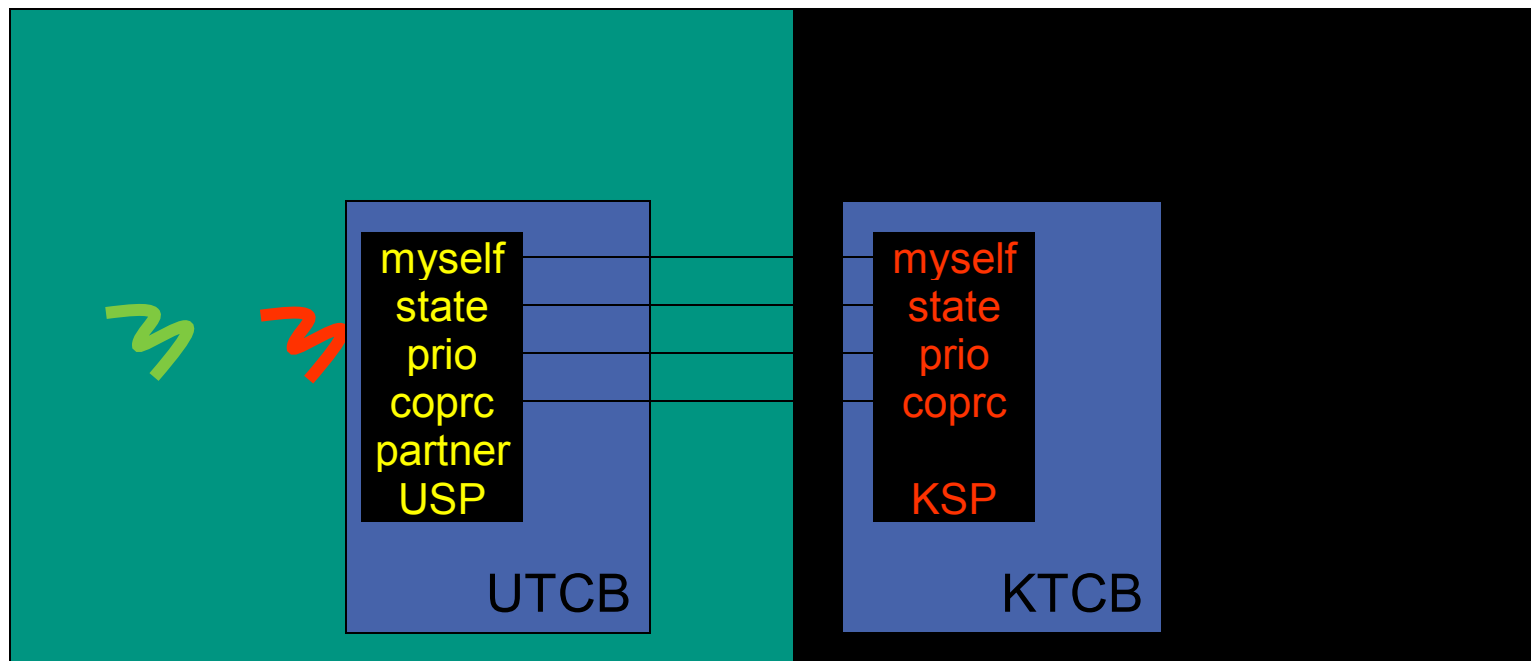 myself
state
prio
coprc
partner
USP
UTCB
myself
state
prio
coprc
KSP
KTCB